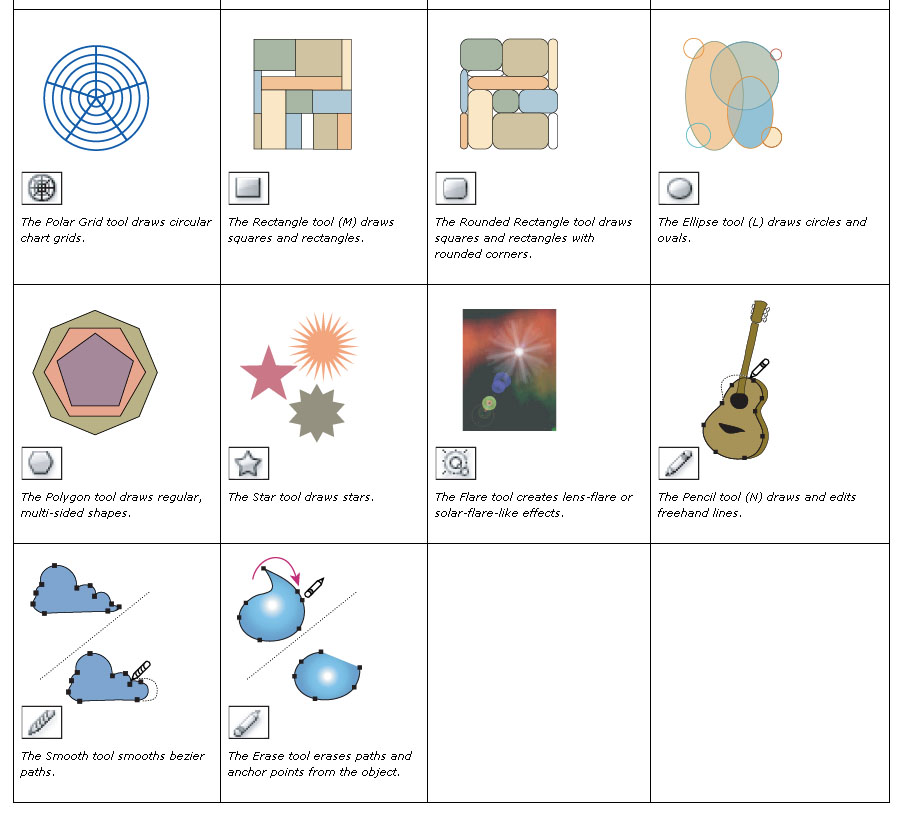 The Polar Grid tool draws circular
chart grids.
The Rectangle tool (M) draws
squares and rectangles.
The Rounded Rectangle tool draws
squares and rectangles with
rounded corners.
The Ellipse tool (L) draws circles and
ovals.
The Polygon tool draws regular,
multi-sided shapes.
The Star tool draws stars.
The Flare tool creates lens-flare or
solar-flare-like effects.
The Pencil tool (N) draws and edits
freehand lines.
The Smooth tool smooths bezier
paths.
The Erase tool erases paths and
anchor points from the object.